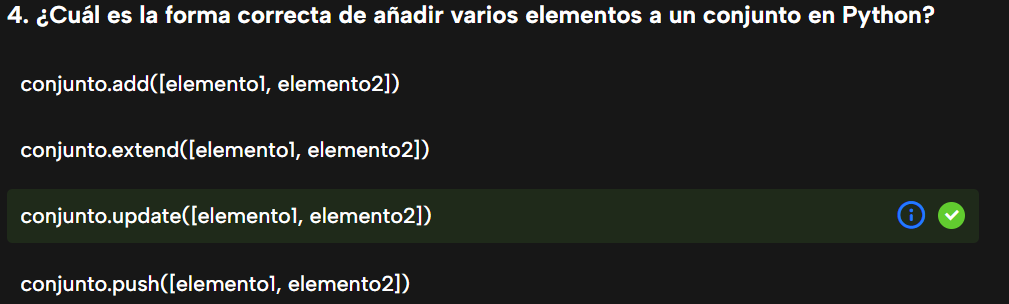 4. ¿Cuál es la forma correcta de añadir varios elementos a un conjunto en Python?
conjunto.add([elemento1, elemento2])
conjunto.extend([elemento1, elemento2])
conjunto.update([elemento1, elemento2])
conjunto.push([elemento1, elemento2])